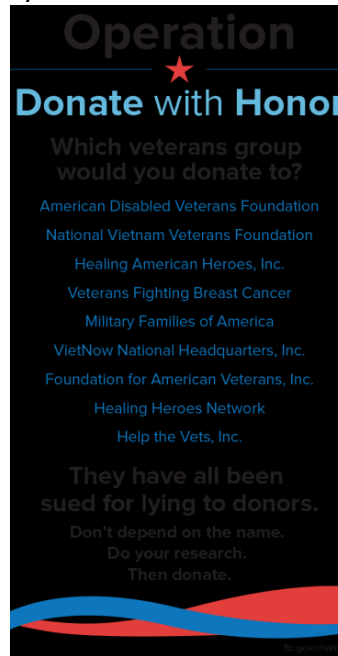 Operation
Donate with Honor
Which veterans group
would you donate to?
American Disabled Veterans Foundation
National Vietnam Veterans Foundation
Healing American Heroes, Inc.
Veterans Fighting Breast Cancer
Military Families of America
VietNow National Headquarters, Inc.
Foundation for American Veterans, Inc.
Healing Heroes Network
Help the Vets, Inc.
They have all been
sued for lying to donors.
Don't depend on the name.
Do your research.
Then donate.